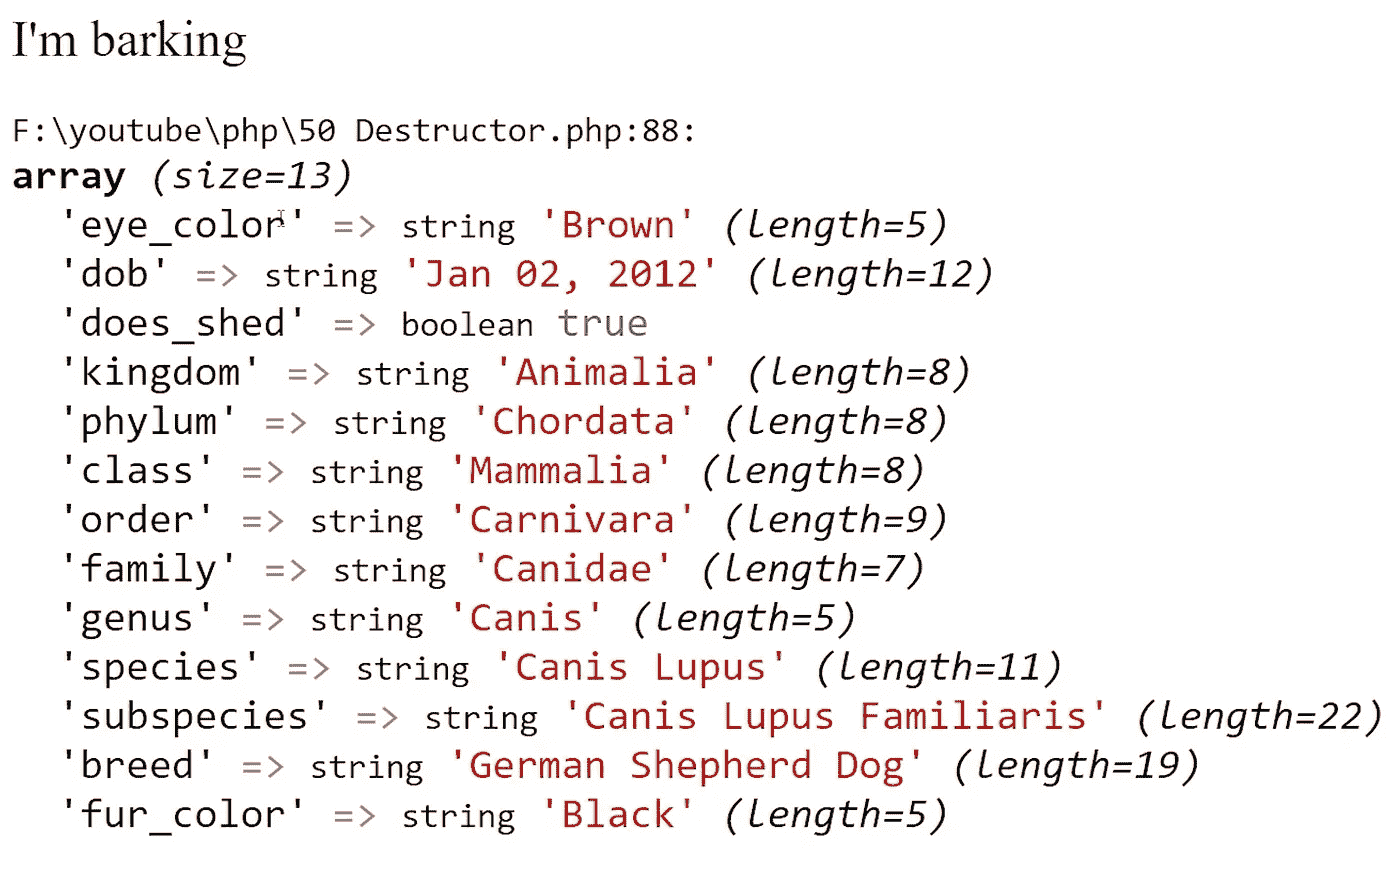 I'm barking
F:\youtube\php\50 Destructor.php:88:
array (size=13)
'eye_color' => string 'Brown' (length=5)
'dob' => string 'Jan 02, 2012' (length=12)
'does_shed' => boolean true
'kingdom' => string 'Animalia' (length=8)
'phylum' => string 'Chordata' (length=8)
'class' => string 'Mammalia' (length=8)
'order' => string 'Carnivara' (length=9)
'family' => string 'Canidae' (length=7)
'genus' => string 'Canis' (length=5)
'species' => string 'Canis Lupus' (length=11)
'subspecies' => string 'Canis Lupus Familiaris' (length=22)
'breed' => string 'German Shepherd Dog' (length=19)
'fur_color' => string 'Black' (length=5)